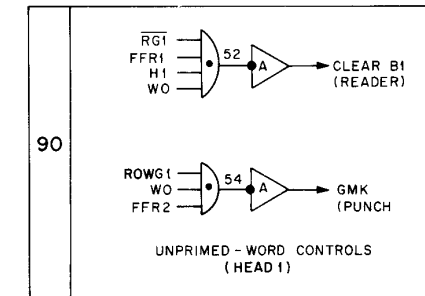 90
R̅G̅1̅
FFR1
H1
WO
52
A
CLEAR B1
(READER)
ROWG1
WO
FFR2
54
A
GMK
(PUNCH
UNPRIMED - WORD CONTROLS
(HEAD 1)